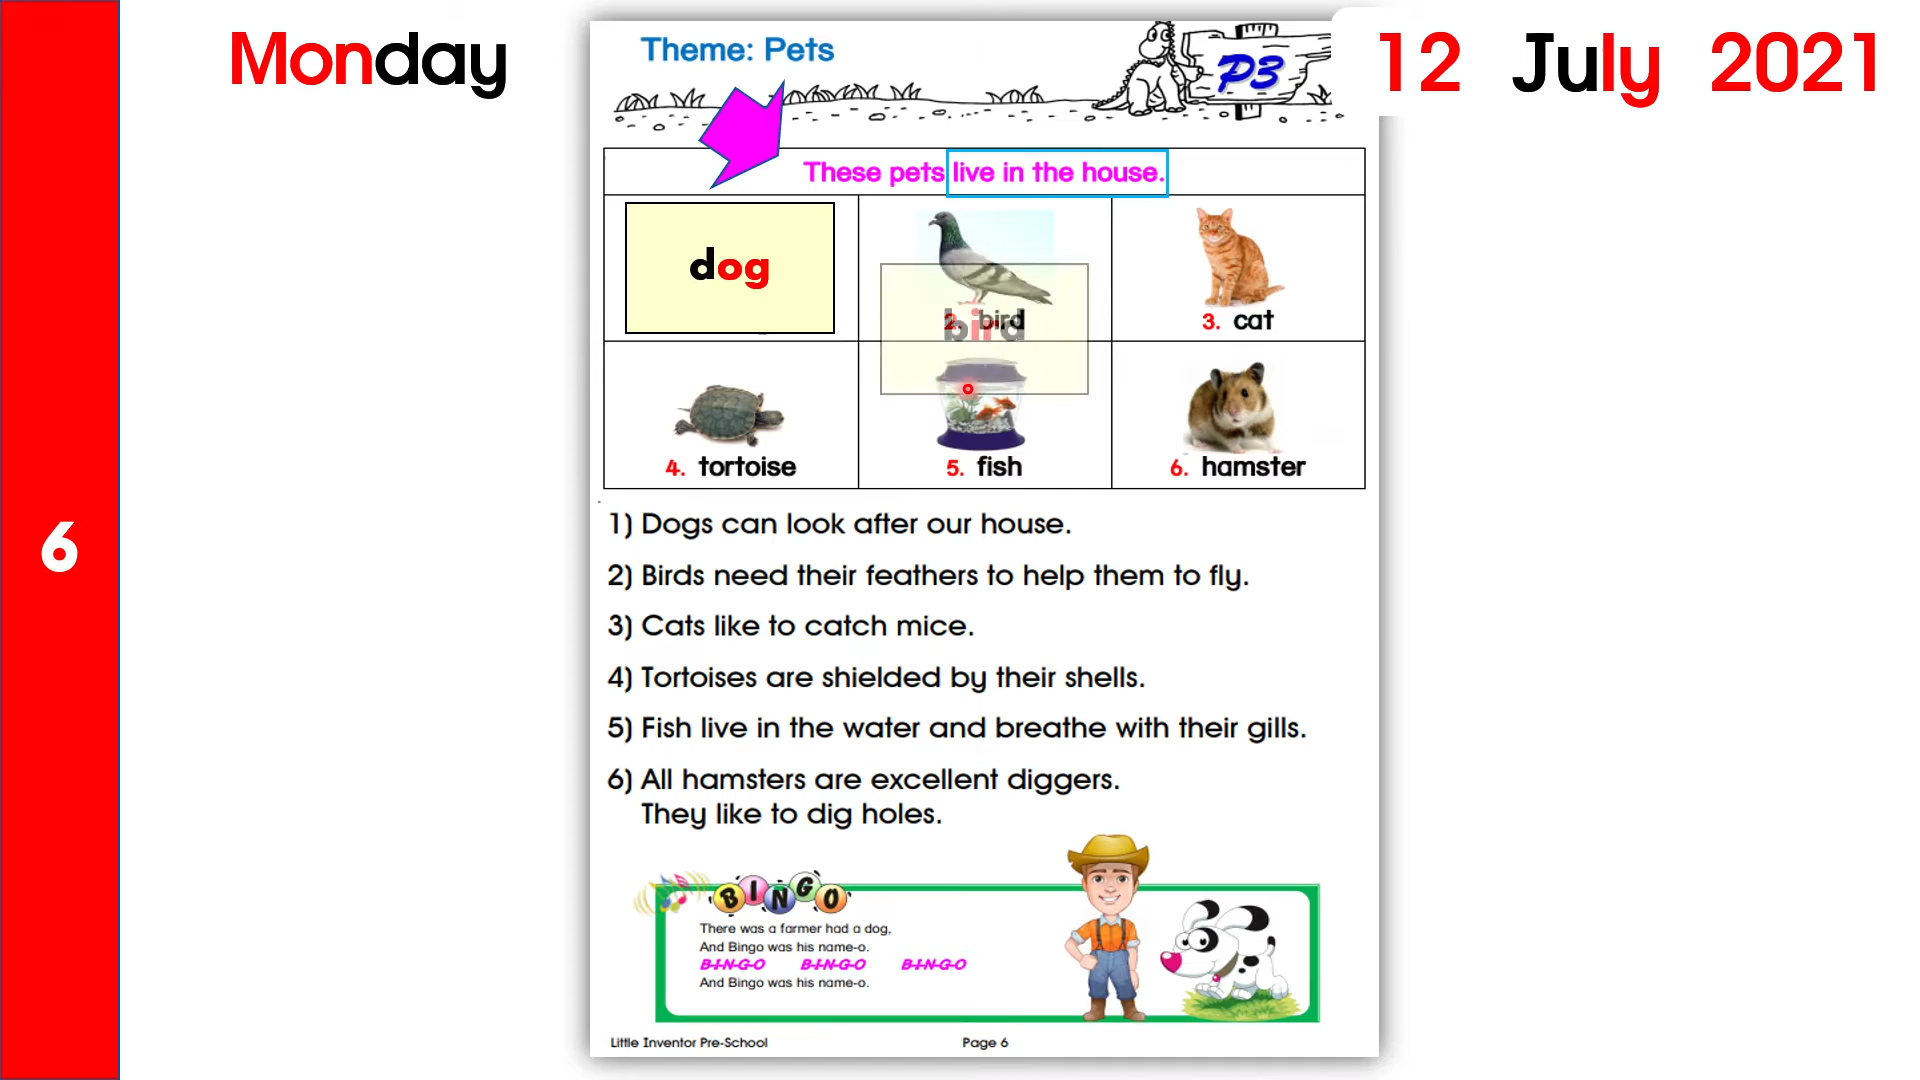 Monday
12 July 2021
Theme: Pets
P3
These pets live in the house.
dog
2. bird
bird
3. cat
4. tortoise
5. fish
6. hamster
6
1) Dogs can look after our house.
2) Birds need their feathers to help them to fly.
3) Cats like to catch mice.
4) Tortoises are shielded by their shells.
5) Fish live in the water and breathe with their gills.
6) All hamsters are excellent diggers.
They like to dig holes.
BINGO
There was a farmer had a dog,
And Bingo was his name-o.
B-I-N-G-O B-I-N-G-O B-I-N-G-O
And Bingo was his name-o.
Little Inventor Pre-School Page 6